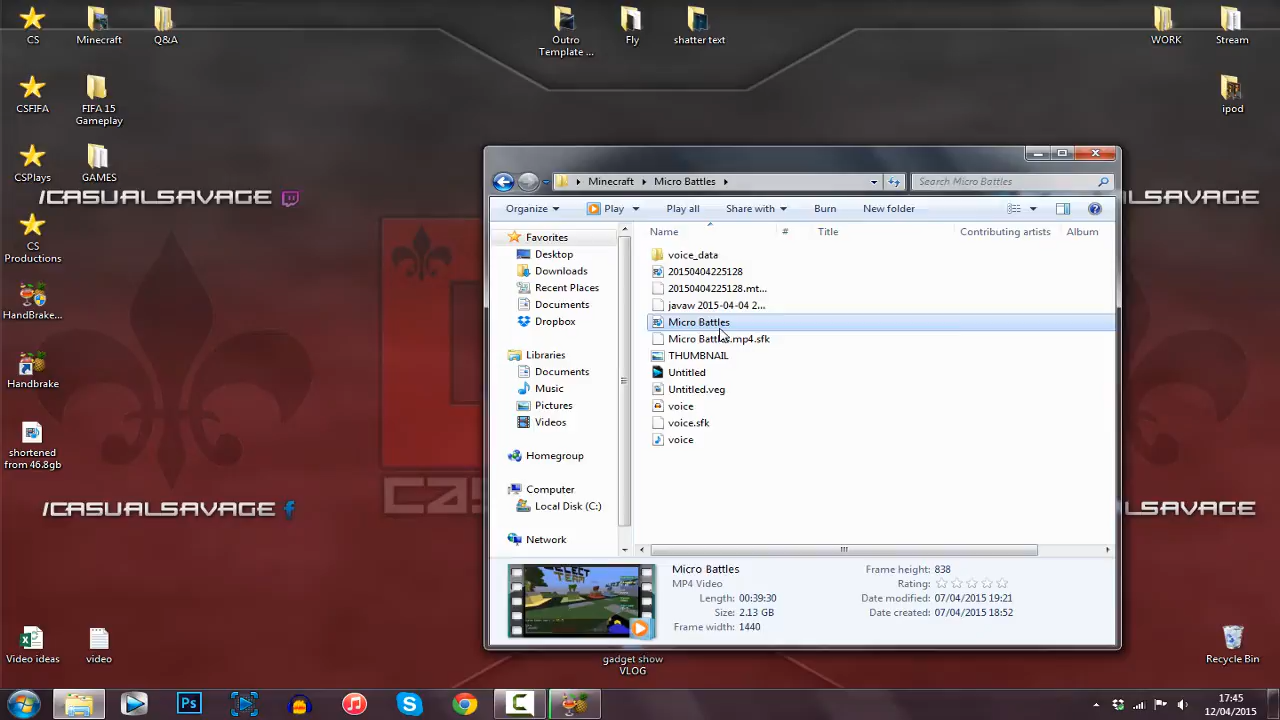 CS
Minecraft
Q&A
Outro
Template ...
Fly
shatter text
WORK
Stream
CSFIFA
FIFA 15
Gameplay
ipod
CSPlays
GAMES
/CASUALSAVAGE
CS
Productions
HandBrake...
Handbrake
shortened
from 46.8gb
/CASUALSAVAGE
Minecraft
Micro Battles
Search Micro Battles
Organize
Play
Play all
Share with
Burn
New folder
Name
#
Title
Contributing artists
Album
Favorites
Desktop
Downloads
Recent Places
Documents
Dropbox
Libraries
Documents
Music
Pictures
Videos
Homegroup
Computer
Local Disk (C:)
Network
voice_data
20150404225128
20150404225128.mt...
javaw 2015-04-04 2...
Micro Battles
Micro Battles.mp4.sfk
THUMBNAIL
Untitled
Untitled.veg
voice
voice.sfk
voice
SELECT
TEAM
Micro Battles
MP4 Video
Length: 00:39:30
Size: 2.13 GB
Frame width: 1440
Frame height: 838
Rating:
Date modified: 07/04/2015 19:21
Date created: 07/04/2015 18:52
Video ideas
video
gadget show
VLOG
Recycle Bin
Ps
17:45
12/04/2015